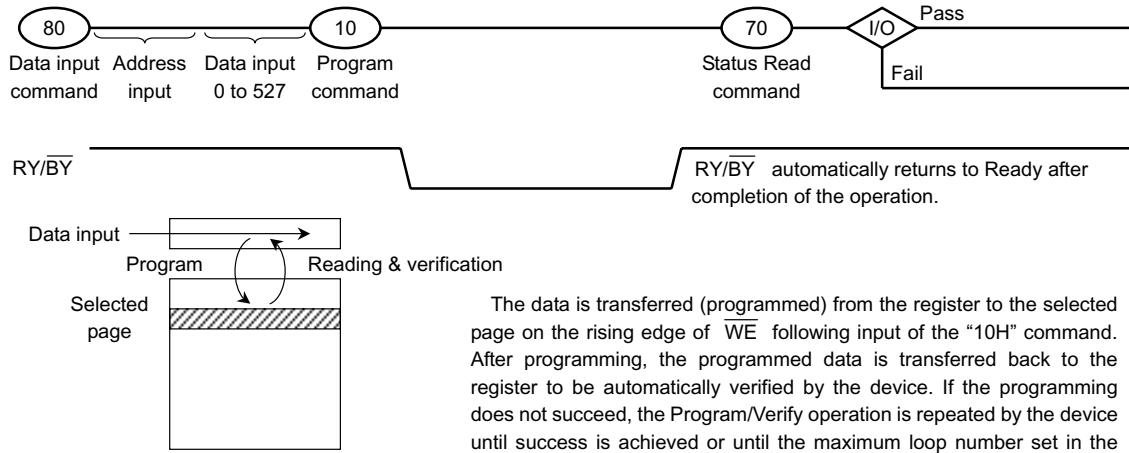 80 10 70 I/O Pass
Data input Address Data input Program Status Read
command input 0 to 527 command command Fail
RY/BY RY/BY automatically returns to Ready after
completion of the operation.
Data input
Program Reading & verification
Selected
page
The data is transferred (programmed) from the register to the selected
page on the rising edge of WE following input of the “10H” command.
After programming, the programmed data is transferred back to the
register to be automatically verified by the device. If the programming
does not succeed, the Program/Verify operation is repeated by the device
until success is achieved or until the maximum loop number set in the